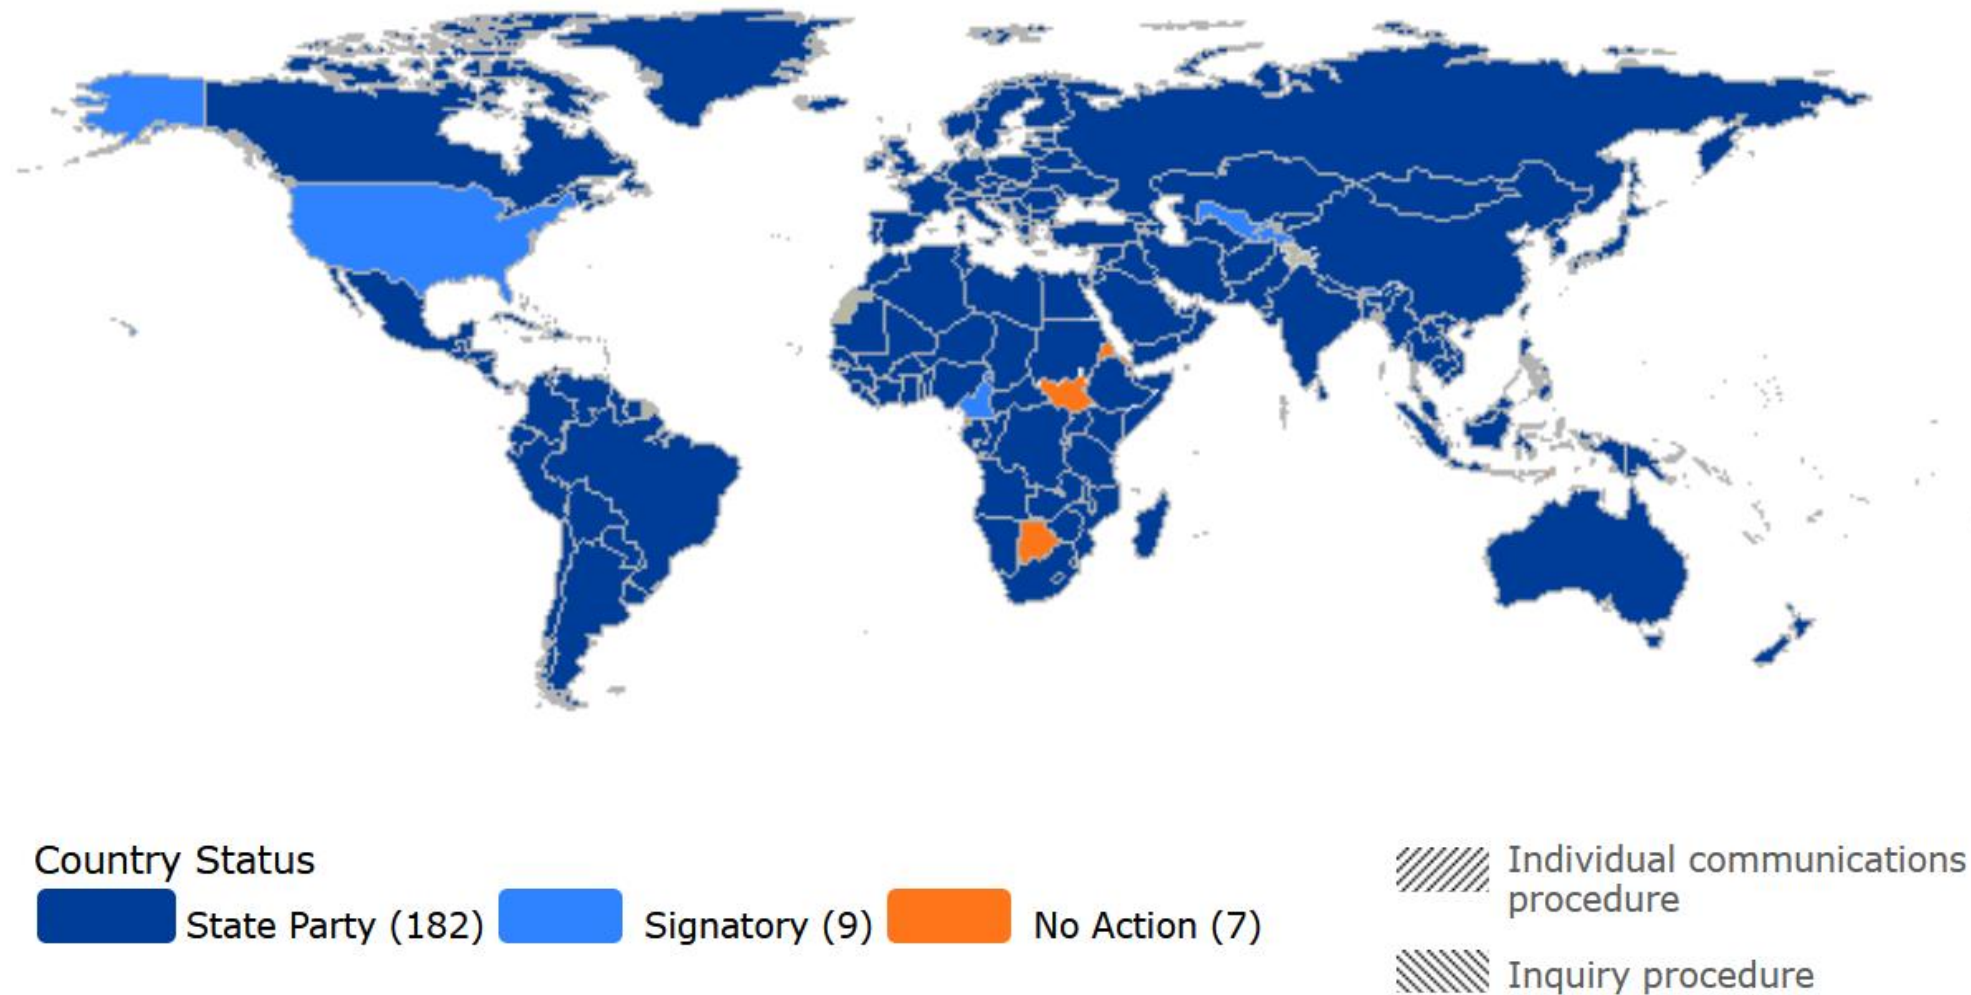 Country Status
State Party (182)
Signatory (9)
No Action (7)
Individual communications
procedure
Inquiry procedure